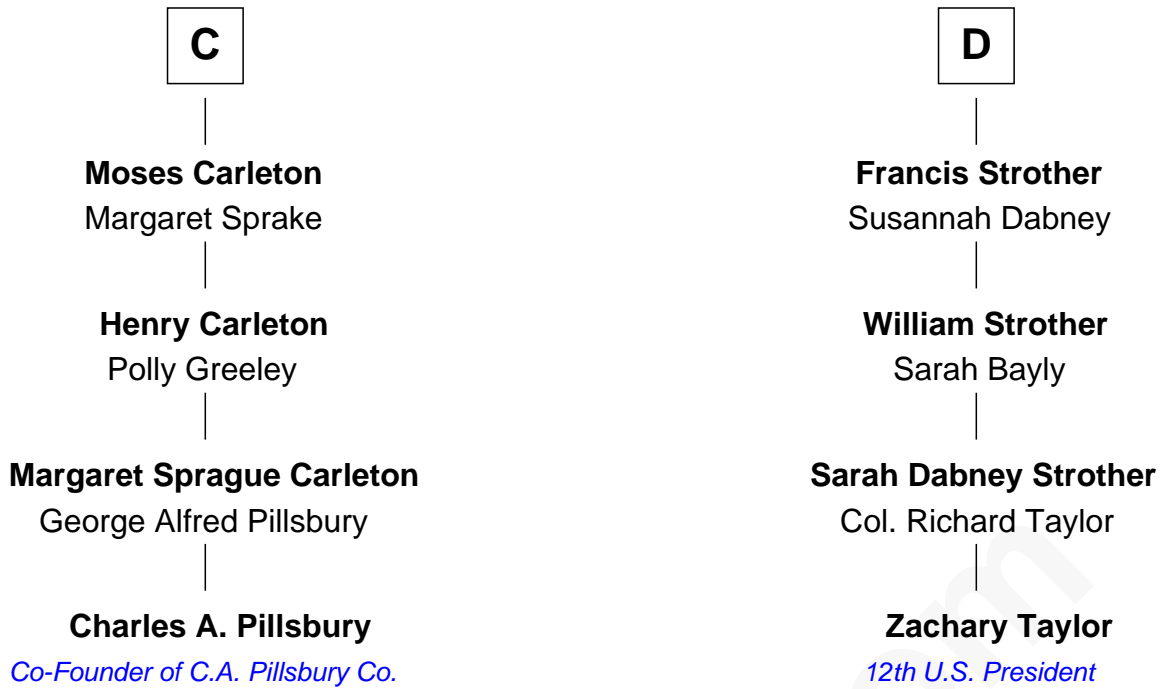 C
D
Moses Carleton
Margaret Sprake
Francis Strother
Susannah Dabney
Henry Carleton
Polly Greeley
William Strother
Sarah Bayly
Margaret Sprague Carleton
George Alfred Pillsbury
Sarah Dabney Strother
Col. Richard Taylor
Charles A. Pillsbury
Co-Founder of C.A. Pillsbury Co.
Zachary Taylor
12th U.S. President